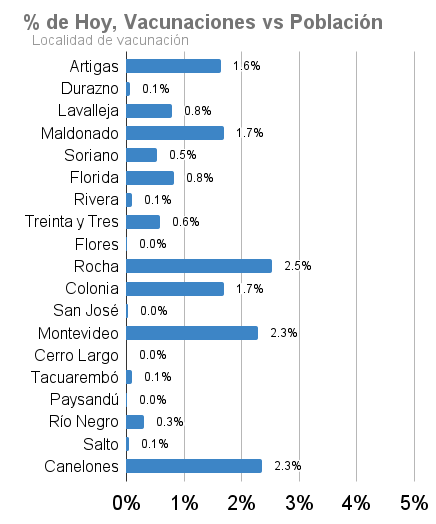 % de Hoy, Vacunaciones vs Población
Localidad de vacunación
Artigas 1.6%
Durazno 0.1%
Lavalleja 0.8%
Maldonado 1.7%
Soriano 0.5%
Florida 0.8%
Rivera 0.1%
Treinta y Tres 0.6%
Flores 0.0%
Rocha 2.5%
Colonia 1.7%
San José 0.0%
Montevideo 2.3%
Cerro Largo 0.0%
Tacuarembó 0.1%
Paysandú 0.0%
Río Negro 0.3%
Salto 0.1%
Canelones 2.3%
0% 1% 2% 3% 4% 5%